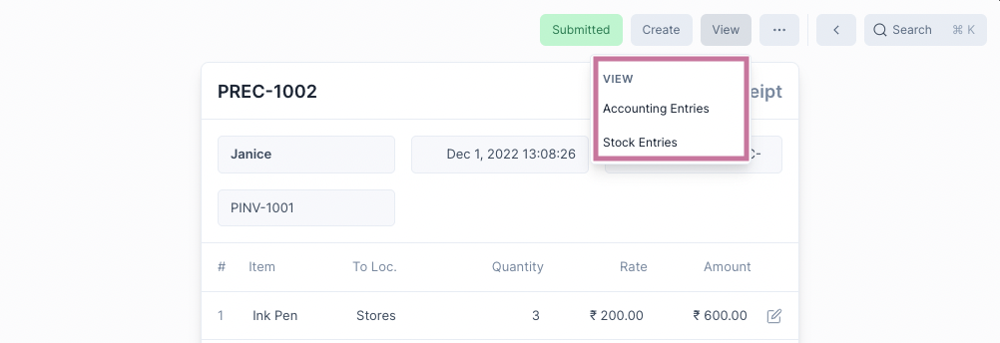 Submitted Create View ··· Search ⌘ K
VIEW
PREC-1002
Accounting Entries
Stock Entries
Janice Dec 1, 2022 13:08:26
PINV-1001
# Item To Loc. Quantity Rate Amount
1 Ink Pen Stores 3 ₹ 200.00 ₹ 600.00